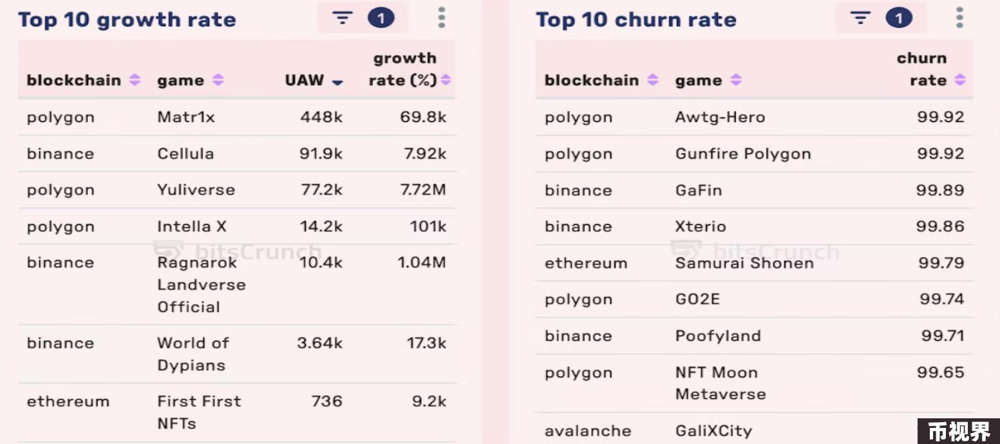 Top 10 growth rate 1
blockchain game UAW growth rate (%)
polygon Matr1x 448k 69.8k
binance Cellula 91.9k 7.92k
polygon Yuliverse 77.2k 7.72M
polygon Intella X 14.2k 101k
bitsCrunch
binance Ragnarok 10.4k 1.04M
Landverse
Official
binance World of 3.64k 17.3k
Dypians
ethereum First First 736 9.2k
NFTs
Top 10 churn rate 1
blockchain game churn rate
polygon Awtg-Hero 99.92
polygon Gunfire Polygon 99.92
binance GaFin 99.89
binance Xterio 99.86
bitsCrunch
ethereum Samurai Shonen 99.79
polygon GO2E 99.74
binance Poofyland 99.71
polygon NFT Moon 99.65
Metaverse
avalanche GaliXCity
币视界